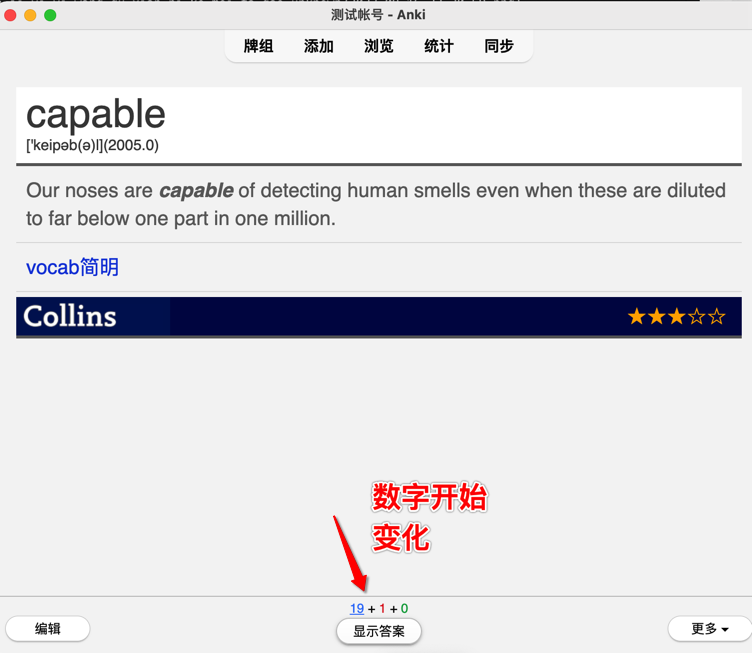 测试帐号 - Anki
牌组 添加 浏览 统计 同步
capable
['keipəb(ə)l](2005.0)
Our noses are capable of detecting human smells even when these are diluted
to far below one part in one million.
vocab简明
Collins ★★★☆☆
数字开始
变化
19 + 1 + 0
编辑 显示答案 更多